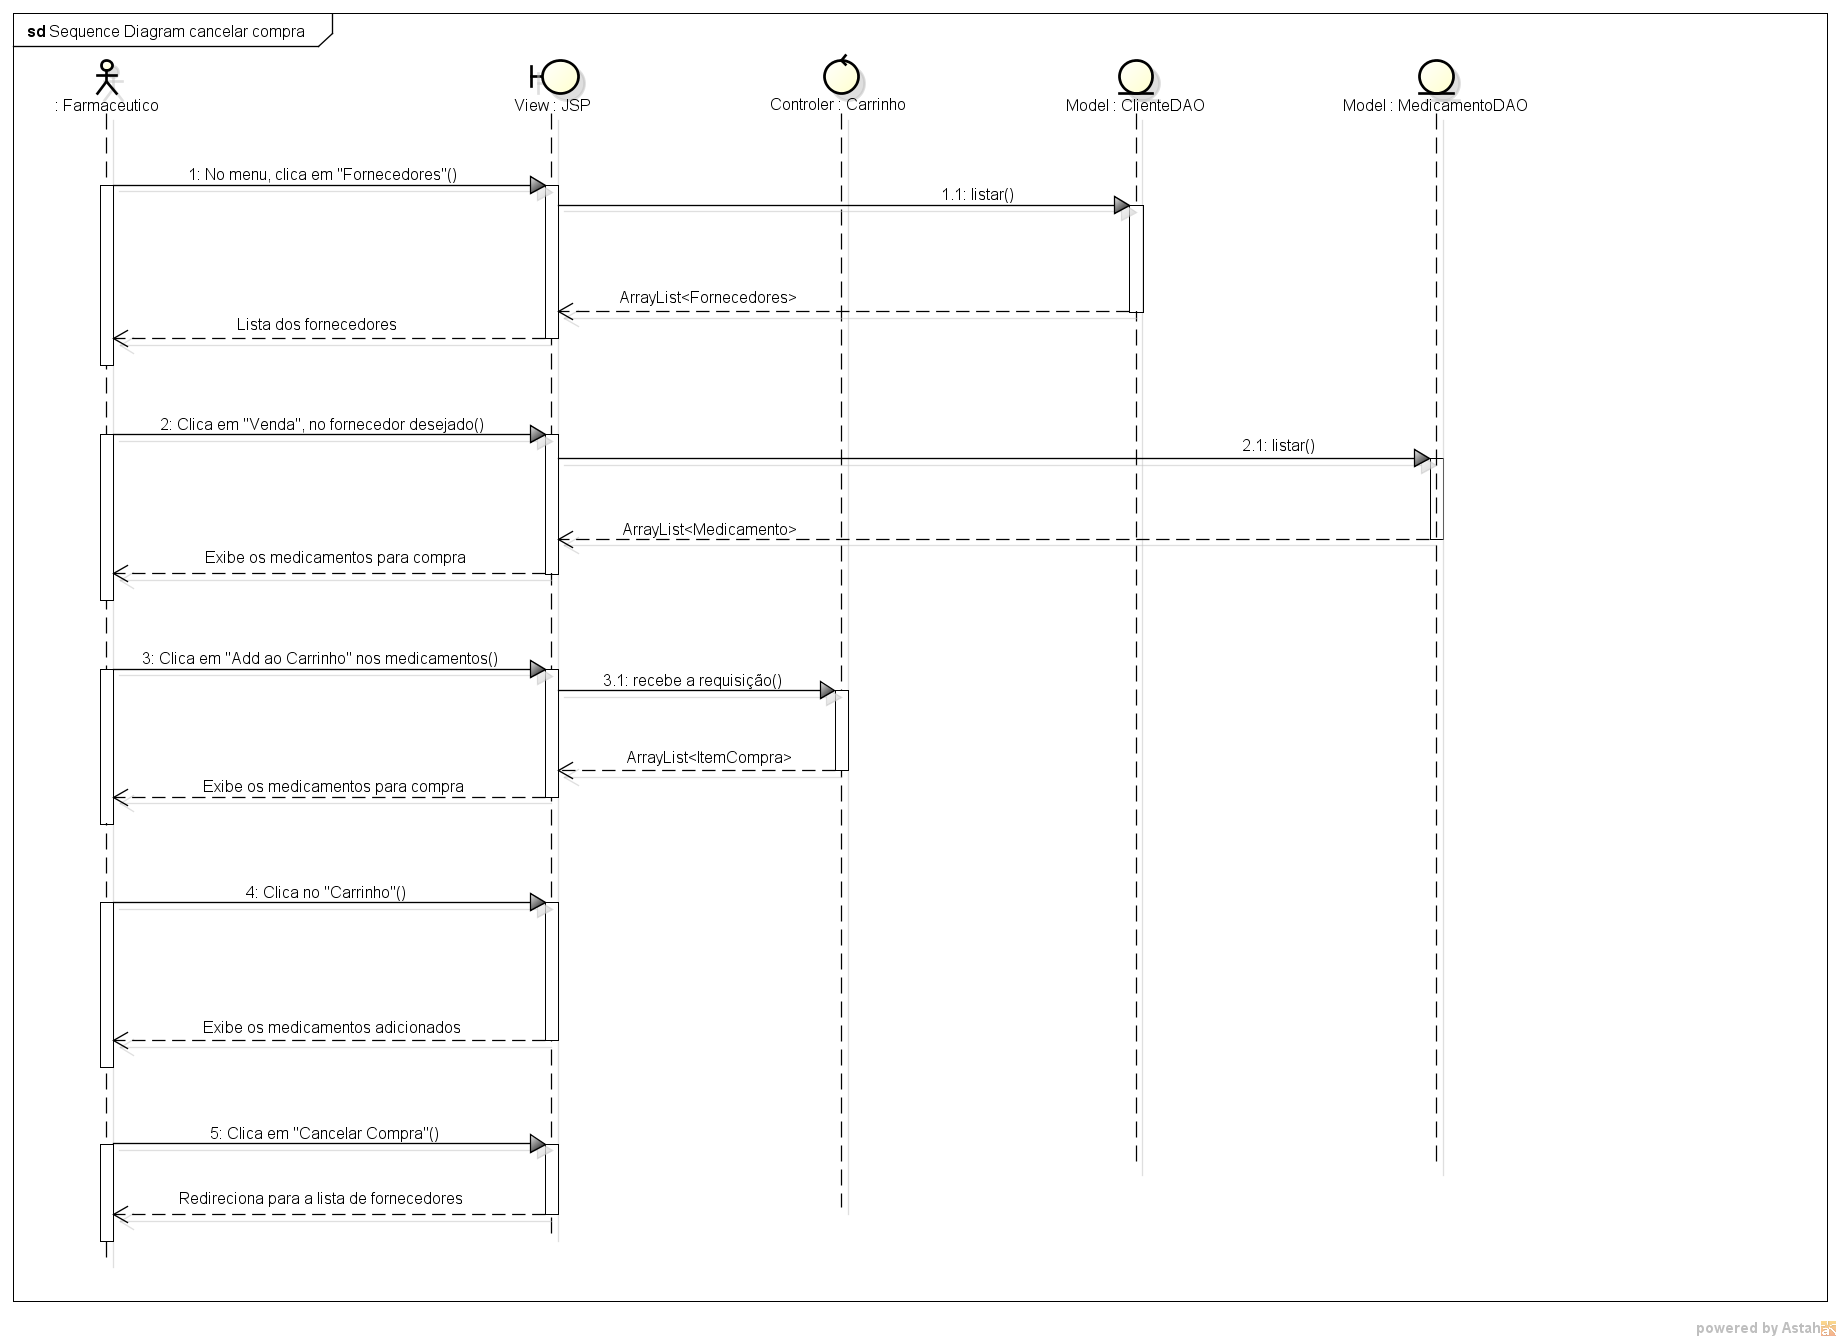 sd Sequence Diagram cancelar compra
: Farmaceutico
View : JSP
Controler : Carrinho
Model : ClienteDAO
Model : MedicamentoDAO
1: No menu, clica em "Fornecedores"()
1.1: listar()
ArrayList<Fornecedores>
Lista dos fornecedores
2: Clica em "Venda", no fornecedor desejado()
2.1: listar()
ArrayList<Medicamento>
Exibe os medicamentos para compra
3: Clica em "Add ao Carrinho" nos medicamentos()
3.1: recebe a requisição()
ArrayList<ItemCompra>
Exibe os medicamentos para compra
4: Clica no "Carrinho"()
Exibe os medicamentos adicionados
5: Clica em "Cancelar Compra"()
Redireciona para a lista de fornecedores
powered by Astah